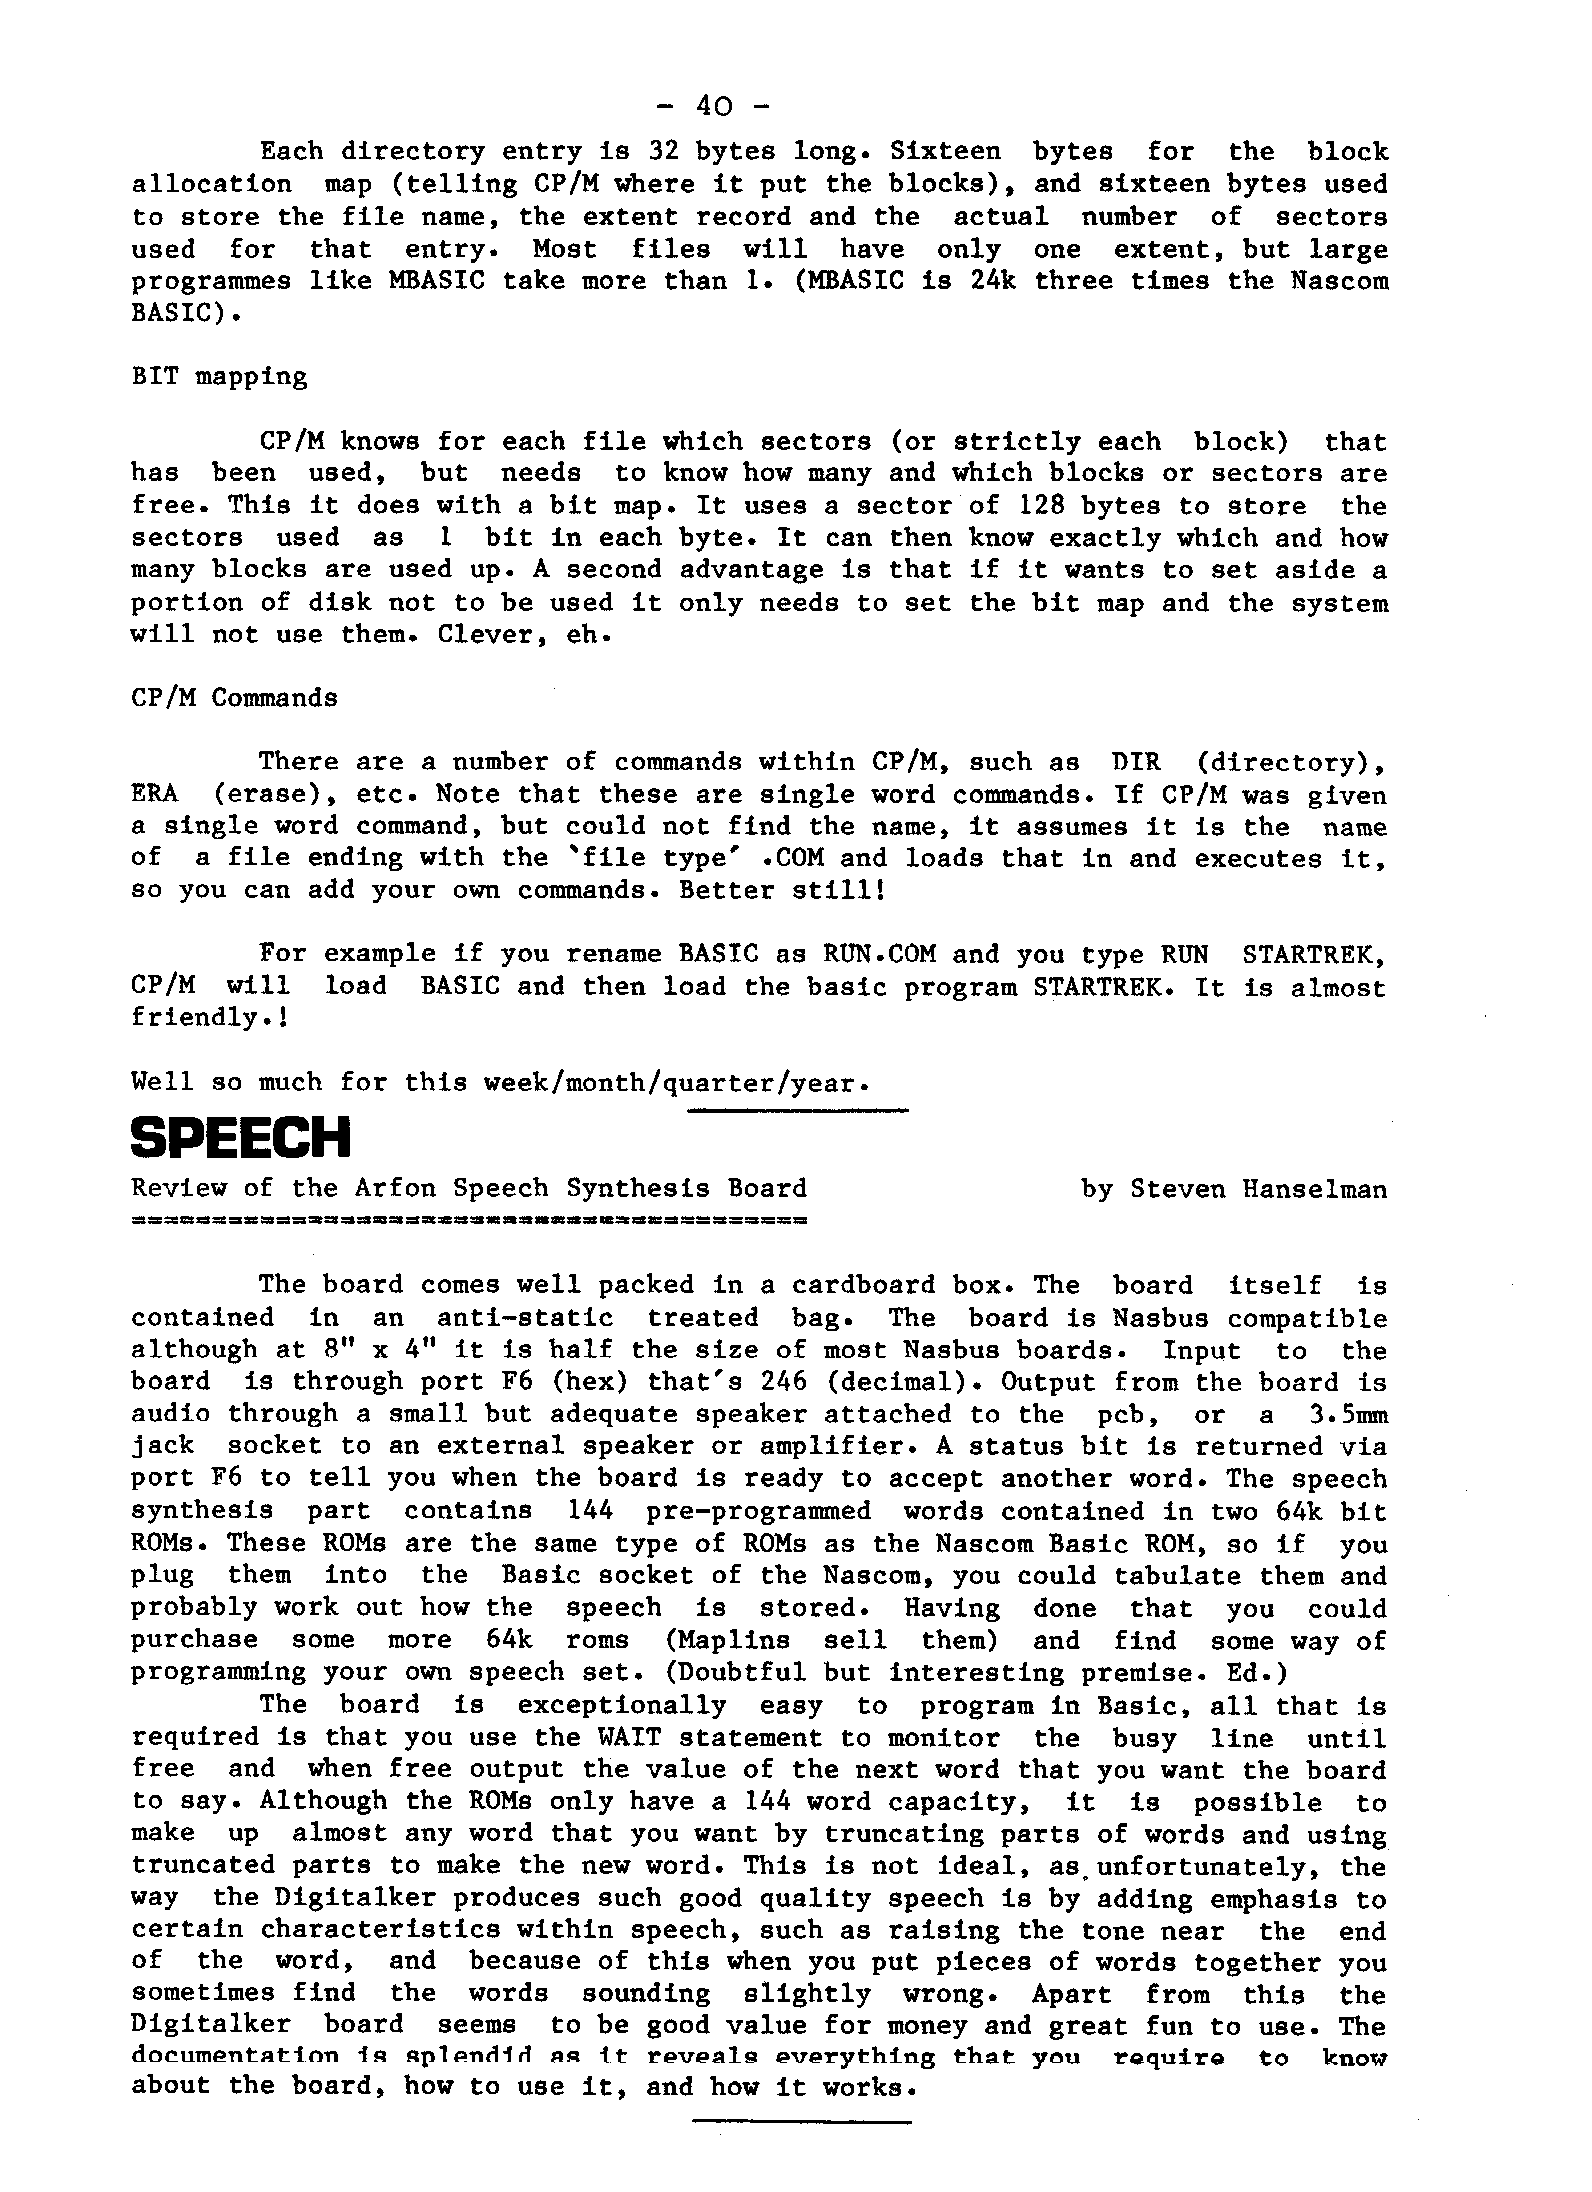 - 40 -
Each directory entry is 32 bytes long. Sixteen bytes for the block
allocation map (telling CP/M where it put the blocks), and sixteen bytes used
to store the file name, the extent record and the actual number of sectors
used for that entry. Most files will have only one extent, but large
programmes like MBASIC take more than 1. (MBASIC is 24k three times the Nascom
BASIC).
BIT mapping
CP/M knows for each file which sectors (or strictly each block) that
has been used, but needs to know how many and which blocks or sectors are
free. This it does with a bit map. It uses a sector of 128 bytes to store the
sectors used as 1 bit in each byte. It can then know exactly which and how
many blocks are used up. A second advantage is that if it wants to set aside a
portion of disk not to be used it only needs to set the bit map and the system
will not use them. Clever, eh.
CP/M Commands
There are a number of commands within CP/M, such as DIR (directory),
ERA (erase), etc. Note that these are single word commands. If CP/M was given
a single word command, but could not find the name, it assumes it is the name
of a file ending with the `file type' .COM and loads that in and executes it,
so you can add your own commands. Better still!
For example if you rename BASIC as RUN.COM and you type RUN STARTREK,
CP/M will load BASIC and then load the basic program STARTREK. It is almost
friendly.!
Well so much for this week/month/quarter/year.
SPEECH
Review of the Arfon Speech Synthesis Board by Steven Hanselman
==========================================
The board comes well packed in a cardboard box. The board itself is
contained in an anti-static treated bag. The board is Nasbus compatible
although at 8" x 4" it is half the size of most Nasbus boards. Input to the
board is through port F6 (hex) that's 246 (decimal). Output from the board is
audio through a small but adequate speaker attached to the pcb, or a 3.5mm
jack socket to an external speaker or amplifier. A status bit is returned via
port F6 to tell you when the board is ready to accept another word. The speech
synthesis part contains 144 pre-programmed words contained in two 64k bit
ROMs. These ROMs are the same type of ROMs as the Nascom Basic ROM, so if you
plug them into the Basic socket of the Nascom, you could tabulate them and
probably work out how the speech is stored. Having done that you could
purchase some more 64k roms (Maplins sell them) and find some way of
programming your own speech set. (Doubtful but interesting premise. Ed.)
The board is exceptionally easy to program in Basic, all that is
required is that you use the WAIT statement to monitor the busy line until
free and when free output the value of the next word that you want the board
to say. Although the ROMs only have a 144 word capacity, it is possible to
make up almost any word that you want by truncating parts of words and using
truncated parts to make the new word. This is not ideal, as unfortunately, the
way the Digitalker produces such good quality speech is by adding emphasis to
certain characteristics within speech, such as raising the tone near the end
of the word, and because of this when you put pieces of words together you
sometimes find the words sounding slightly wrong. Apart from this the
Digitalker board seems to be good value for money and great fun to use. The
documentation is splendid as it reveals everything that you require to know
about the board, how to use it, and how it works.